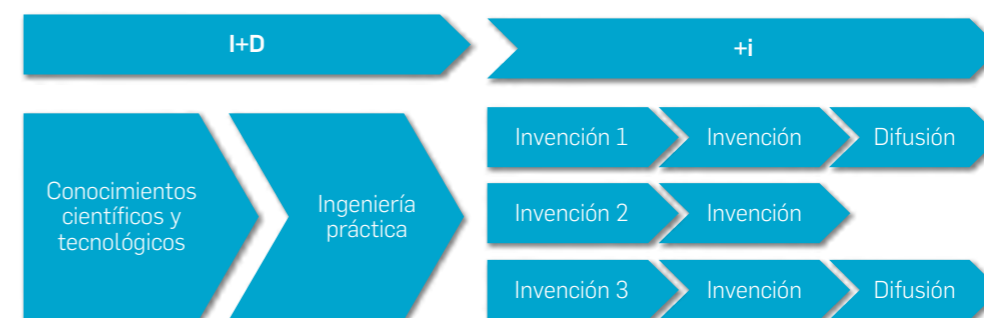 I+D
+i
Conocimientos
científicos y
tecnológicos
Ingeniería
práctica
Invención 1
Invención
Difusión
Invención 2
Invención
Invención 3
Invención
Difusión